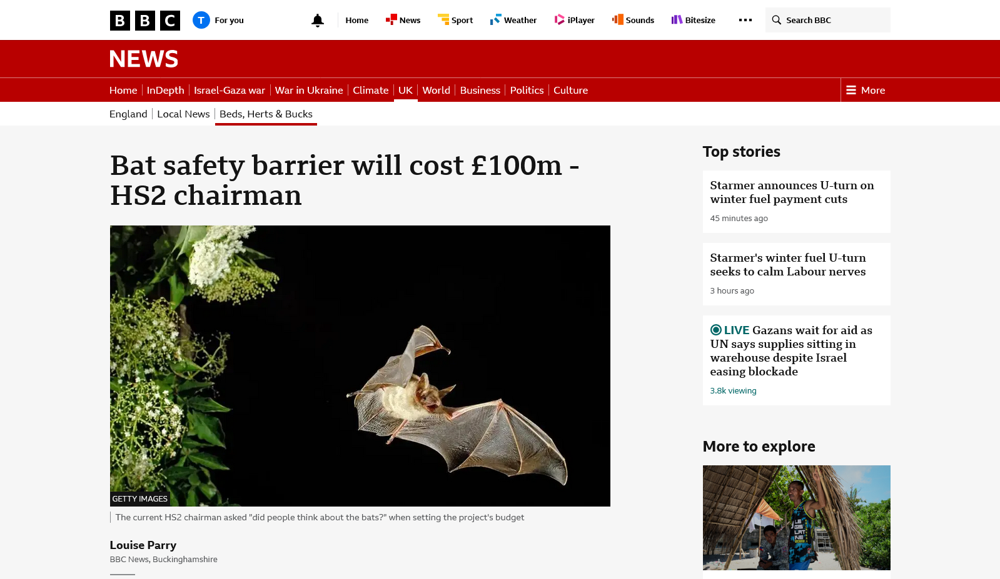 BBC
T For you
Home News Sport Weather iPlayer Sounds Bitesize
Search BBC
NEWS
Home InDepth Israel-Gaza war War in Ukraine Climate UK World Business Politics Culture
More
England Local News Beds, Herts & Bucks
Bat safety barrier will cost £100m -
HS2 chairman
GETTY IMAGES
The current HS2 chairman asked "did people think about the bats?" when setting the project's budget
Louise Parry
BBC News, Buckinghamshire
Top stories
Starmer announces U-turn on
winter fuel payment cuts
45 minutes ago
Starmer's winter fuel U-turn
seeks to calm Labour nerves
3 hours ago
LIVE Gazans wait for aid as
UN says supplies sitting in
warehouse despite Israel
easing blockade
3.8k viewing
More to explore